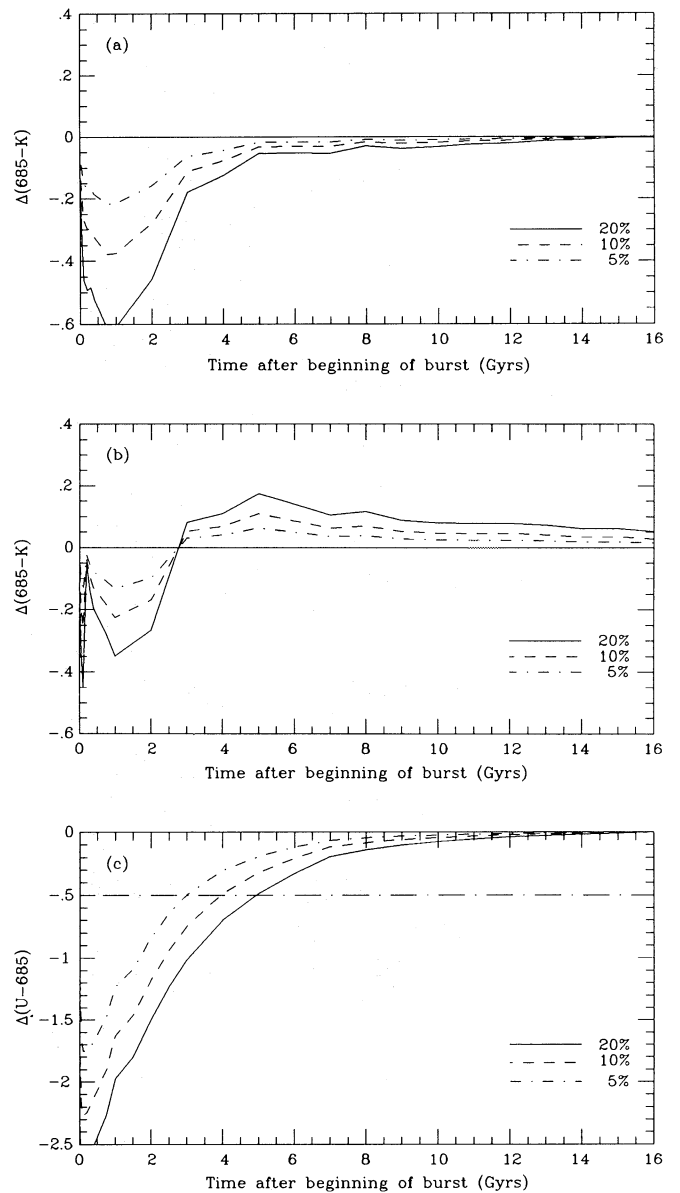 .4
(a)
.2
0
Δ(685-K)
-.2
20%
10%
5%
-.4
-.6
0 2 4 6 8 10 12 14 16
Time after beginning of burst (Gyrs)
.4
(b)
.2
0
Δ(685-K)
-.2
20%
10%
5%
-.4
-.6
0 2 4 6 8 10 12 14 16
Time after beginning of burst (Gyrs)
0
(c)
-.5
-1
Δ(U-685)
-1.5
20%
10%
5%
-2
-2.5
0 2 4 6 8 10 12 14 16
Time after beginning of burst (Gyrs)